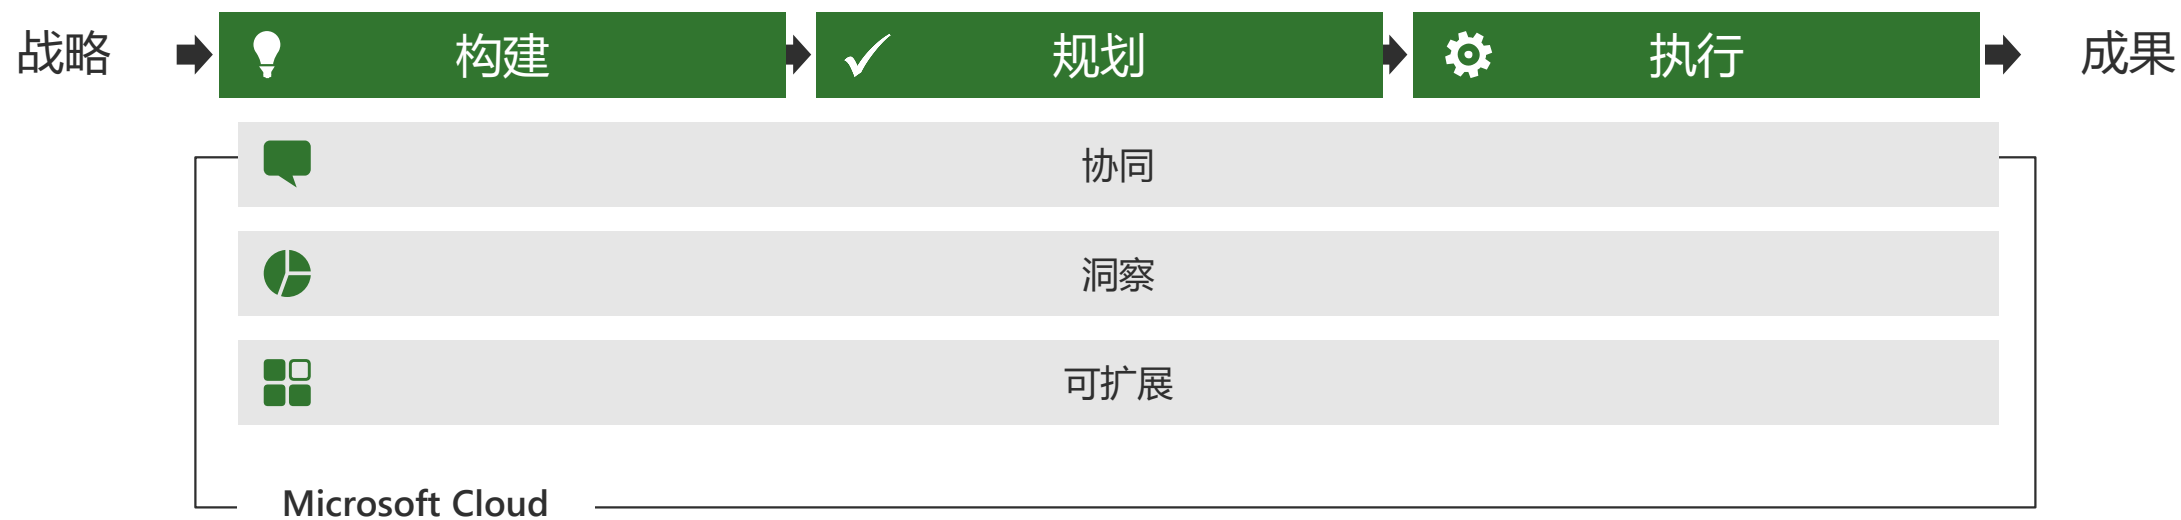 战略
构建
规划
执行
成果
协同
洞察
可扩展
Microsoft Cloud